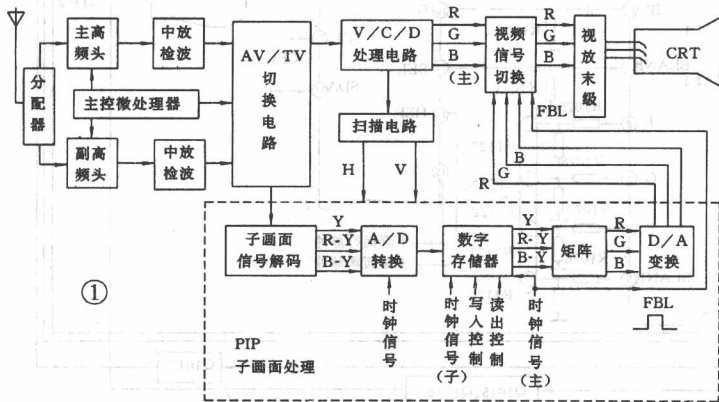 分配器
主高
频头
中放
检波
主控微处理器
副高
频头
中放
检波
AV/TV
切换电路
V/C/D
处理电路
扫描电路
H
V
R
G
B
(主)
视频
信号
切换
R
G
B
FBL
视放末级
CRT
R
G
B
子画面
信号解码
Y
R-Y
B-Y
A/D
转换
数字
存储器
Y
R-Y
B-Y
矩阵
R
G
B
D/A
变换
FBL
时钟信号
时钟信号(子)
写入控制
读出控制
时钟信号(主)
PIP
子画面处理
①